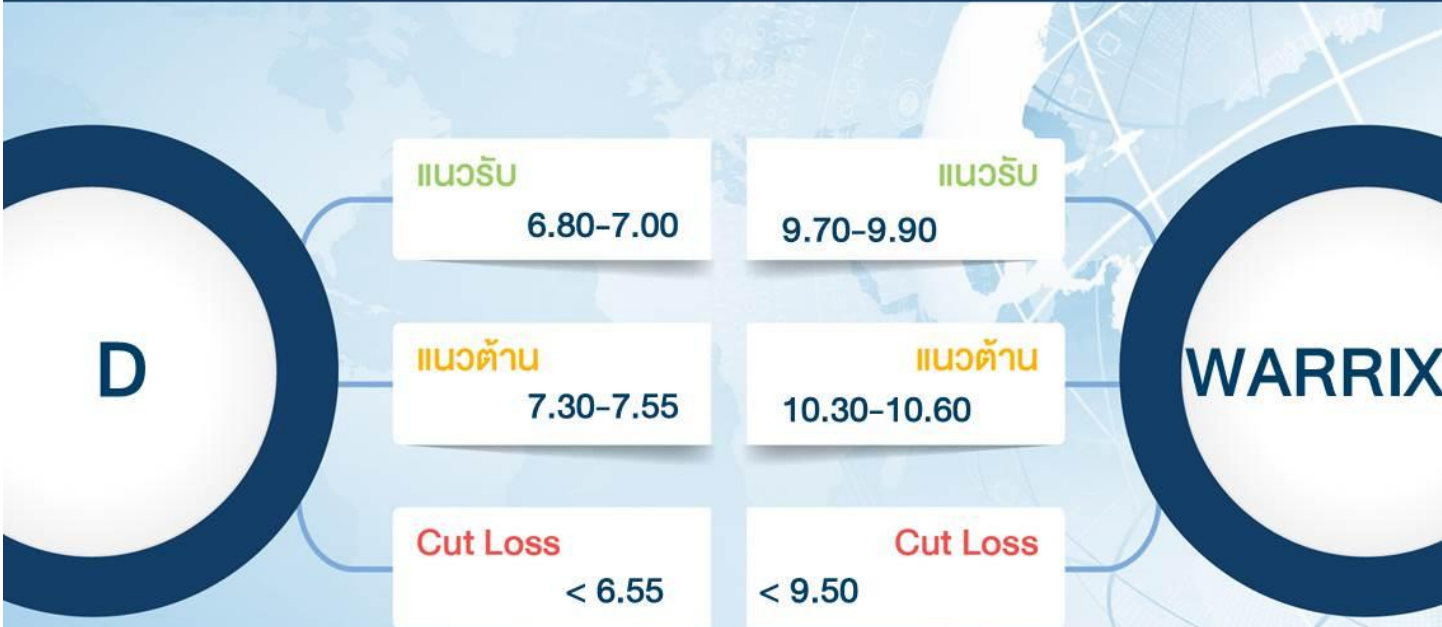 D
แนวรับ
6.80-7.00
แนวต้าน
7.30-7.55
Cut Loss
< 6.55
แนวรับ
9.70-9.90
แนวต้าน
10.30-10.60
Cut Loss
< 9.50
WARRIX